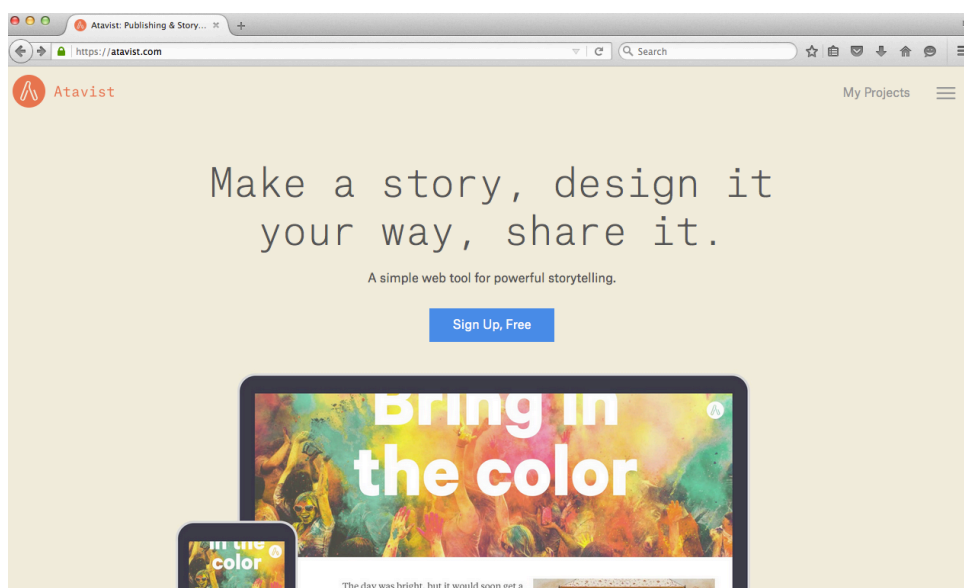 Atavist: Publishing & Story...
https://atavist.com
Search
Atavist
My Projects
Make a story, design it
your way, share it.
A simple web tool for powerful storytelling.
Sign Up, Free
Bring in
the color
in the
color
The day was bright, but it would soon get a